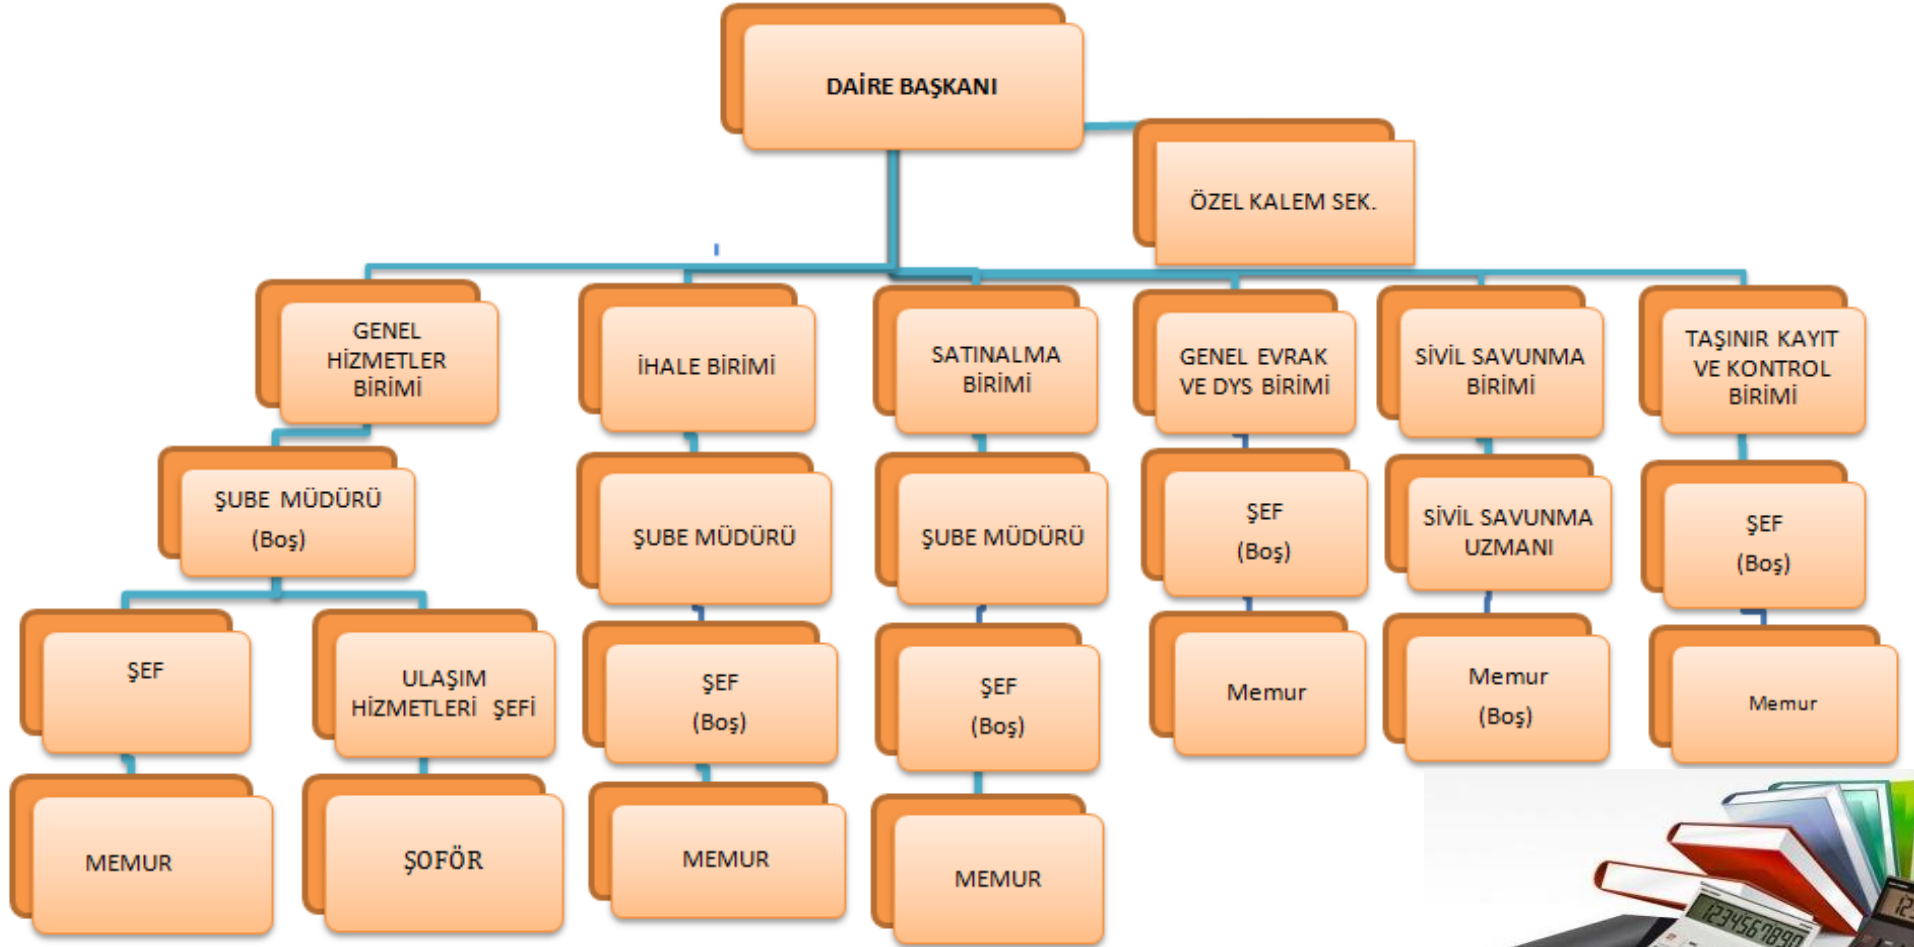 DAİRE BAŞKANI
ÖZEL KALEM SEK.
GENEL
HİZMETLER
BİRİMİ
İHALE BİRİMİ
SATINALMA
BİRİMİ
GENEL EVRAK
VE DYS BİRİMİ
SİVİL SAVUNMA
BİRİMİ
TAŞINIR KAYIT
VE KONTROL
BİRİMİ
ŞUBE MÜDÜRÜ
(Boş)
ŞUBE MÜDÜRÜ
ŞUBE MÜDÜRÜ
ŞEF
(Boş)
SİVİL SAVUNMA
UZMANI
ŞEF
(Boş)
ŞEF
ULAŞIM
HİZMETLERİ ŞEFİ
ŞEF
(Boş)
ŞEF
(Boş)
Memur
Memur
(Boş)
Memur
MEMUR
ŞOFÖR
MEMUR
MEMUR
1234567890